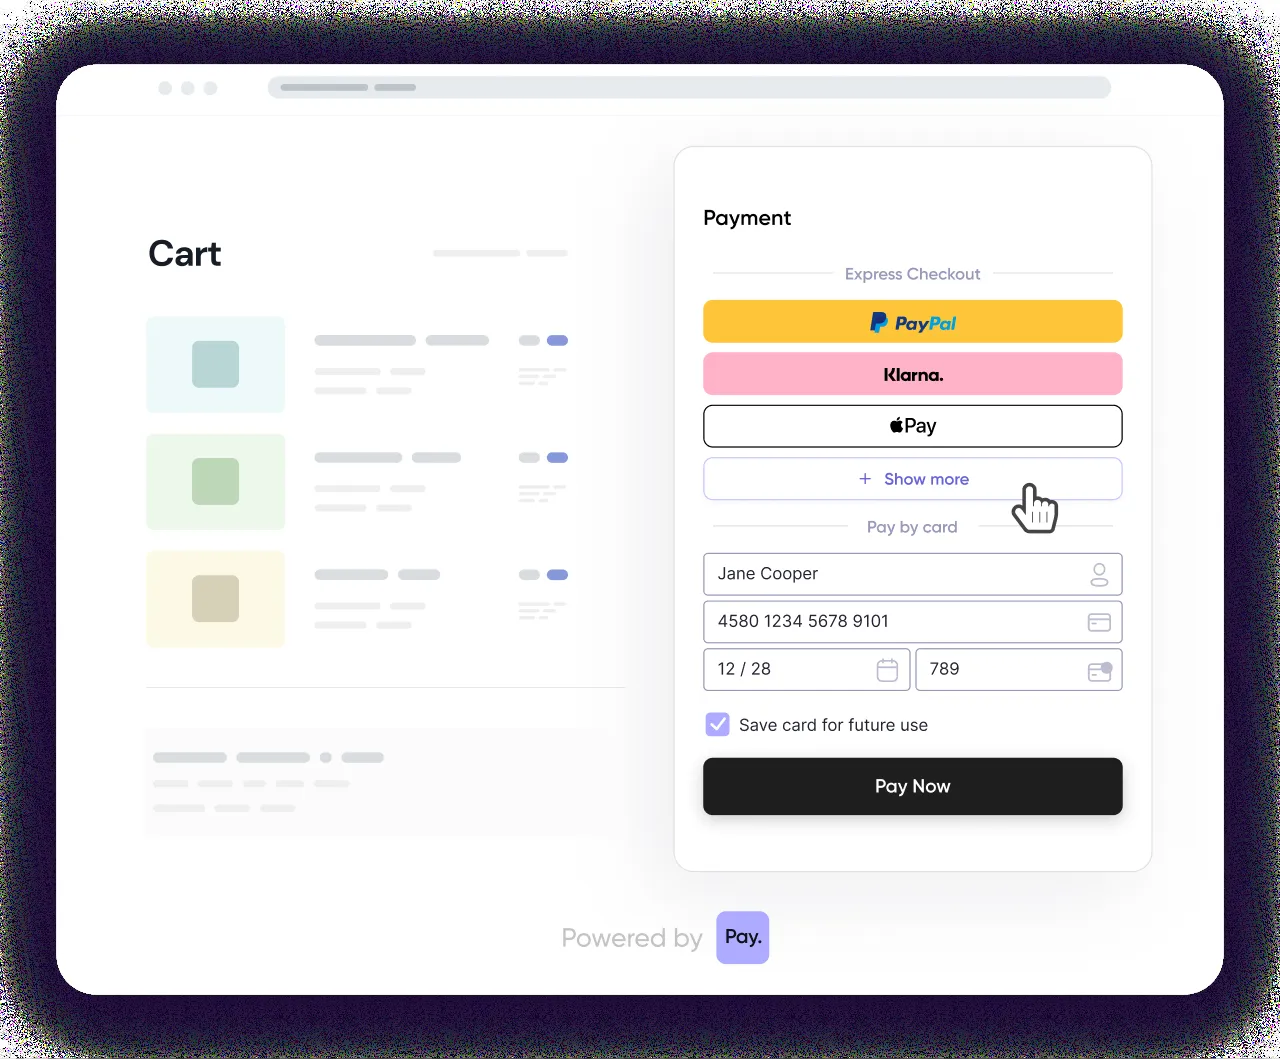 Cart
Payment
Express Checkout
PayPal
Klarna.
Pay
+ Show more
Pay by card
Jane Cooper
4580 1234 5678 9101
12 / 28
789
Save card for future use
Pay Now
Powered by Pay.